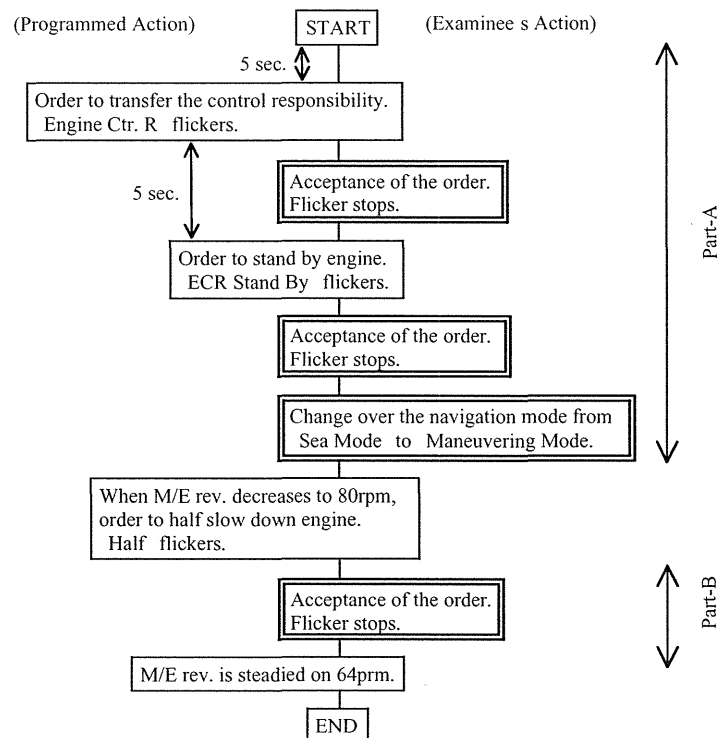 (Programmed Action)
START
(Examinee s Action)
5 sec.
Order to transfer the control responsibility.
Engine Ctr. R flickers.
5 sec.
Acceptance of the order.
Flicker stops.
Order to stand by engine.
ECR Stand By flickers.
Acceptance of the order.
Flicker stops.
Change over the navigation mode from
Sea Mode to Maneuvering Mode.
Part-A
When M/E rev. decreases to 80rpm,
order to half slow down engine.
Half flickers.
Acceptance of the order.
Flicker stops.
Part-B
M/E rev. is steadied on 64prm.
END